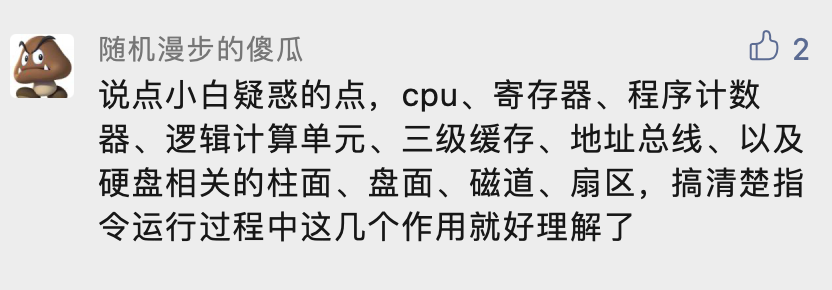 随机漫步的傻瓜
2
说点小白疑惑的点，cpu、寄存器、程序计数
器、逻辑计算单元、三级缓存、地址总线、以及
硬盘相关的柱面、盘面、磁道、扇区，搞清楚指
令运行过程中这几个作用就好理解了